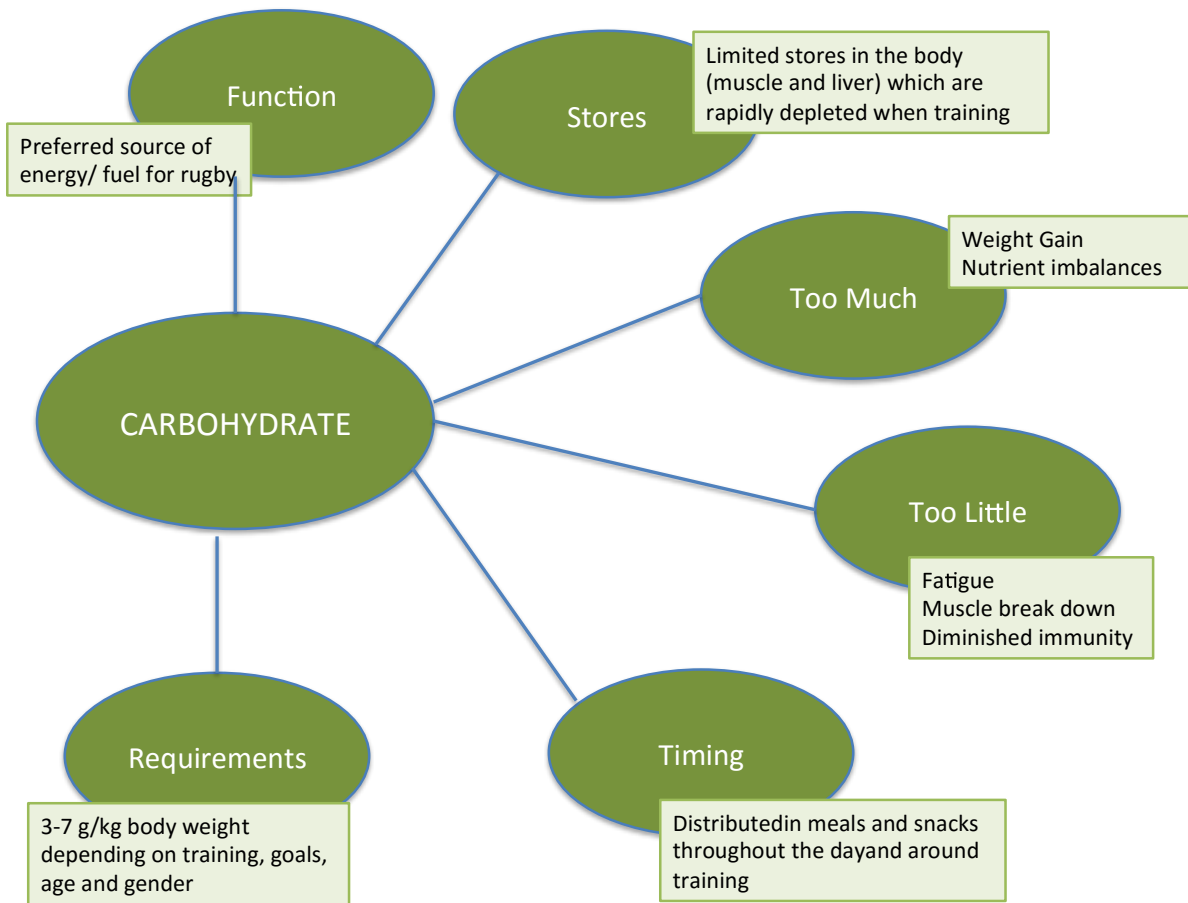 Function
Preferred source of
energy/ fuel for rugby
Stores
Limited stores in the body
(muscle and liver) which are
rapidly depleted when training
Too Much
Weight Gain
Nutrient imbalances
CARBOHYDRATE
Too Little
Fatigue
Muscle break down
Diminished immunity
Requirements
3-7 g/kg body weight
depending on training, goals,
age and gender
Timing
Distributedin meals and snacks
throughout the dayand around
training